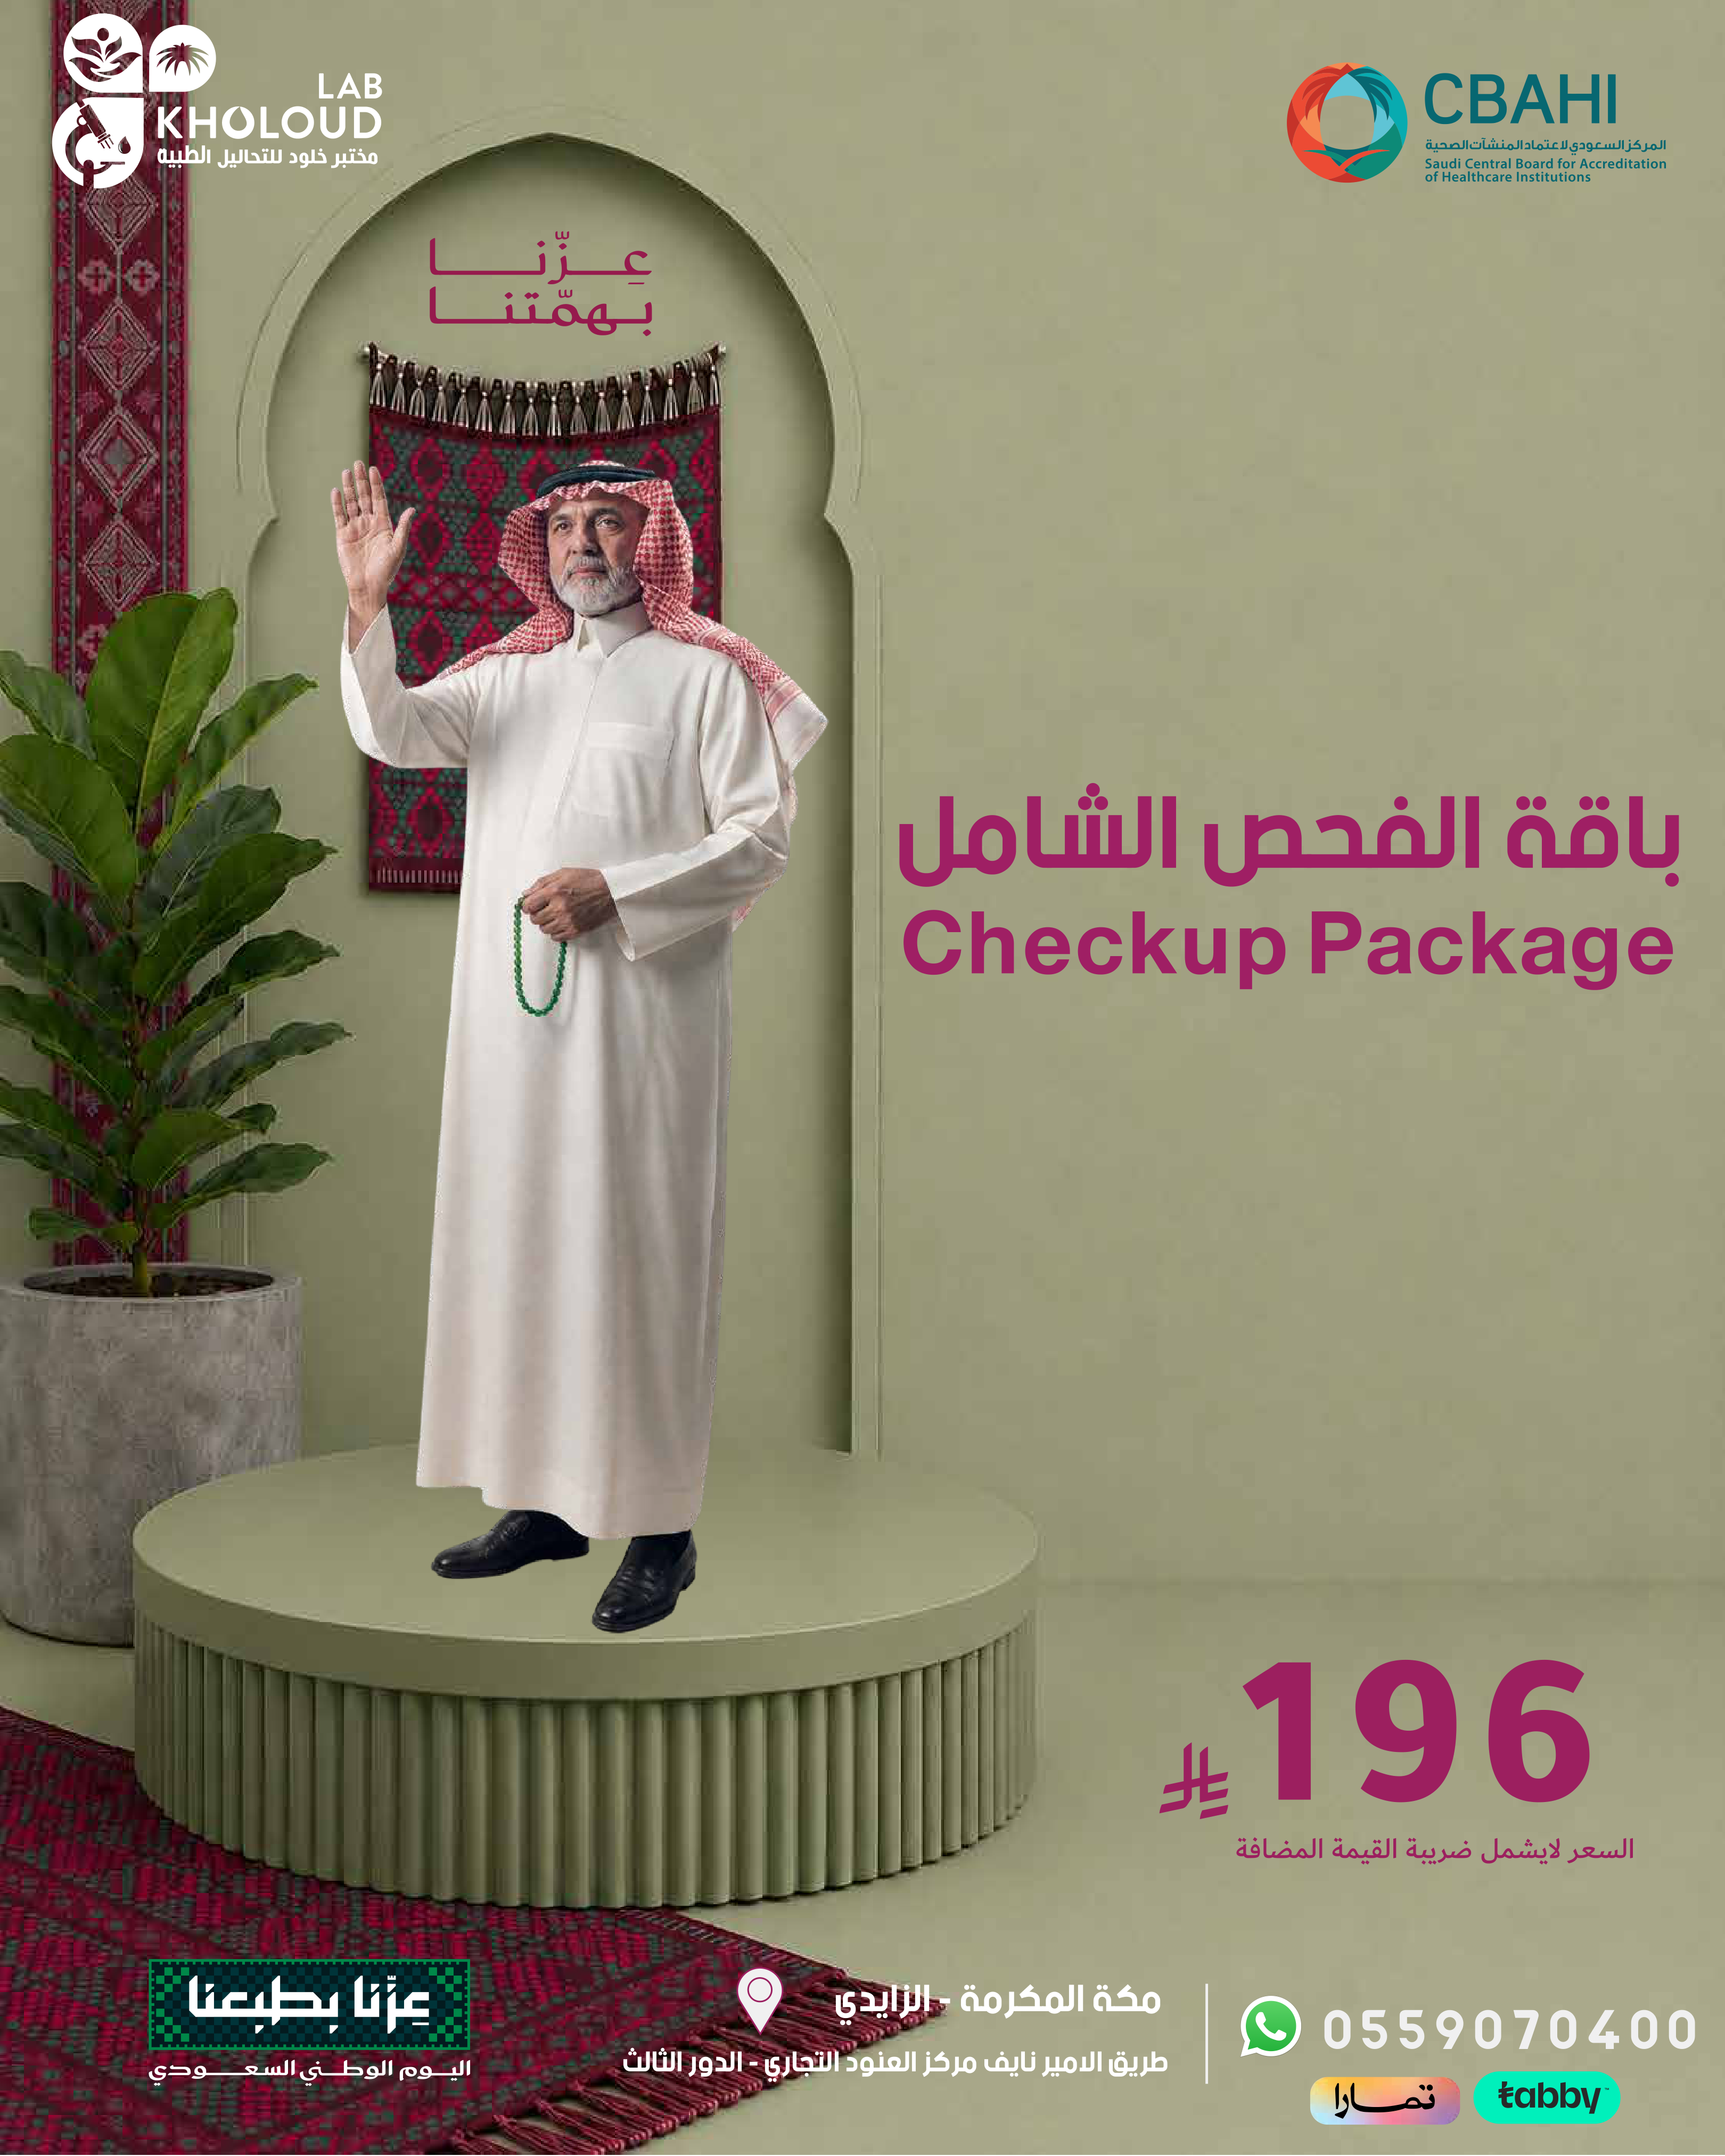 LAB
KHOLOUD
مختبر خلود للتحاليل الطبية
CBAHI
المركز السعودي لاعتماد المنشآت الصحية
Saudi Central Board for Accreditation
of Healthcare Institutions
عِزّنا
بهمّتنا
باقة الفحص الشامل
Checkup Package
196
السعر لايشمل ضريبة القيمة المضافة
عِزّنا بطبعنا
اليوم الوطني السعودي
مكة المكرمة - الزايدي
طريق الامير نايف مركز العنود التجاري - الدور الثالث
0559070400
تمارا
tabby